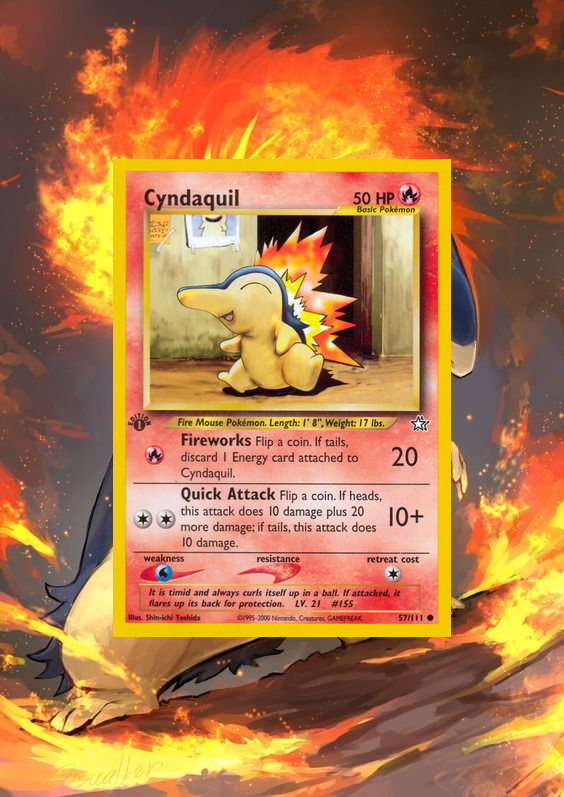 Cyndaquil
50 HP
Basic Pokémon
EDITION
1
Fire Mouse Pokémon. Length: 1' 8", Weight: 17 lbs.
Fireworks Flip a coin. If tails,
discard 1 Energy card attached to
Cyndaquil.
20
Quick Attack Flip a coin. If heads,
this attack does 10 damage plus 20
more damage; if tails, this attack does
10 damage.
10+
weakness
resistance
retreat cost
It is timid and always curls itself up in a ball. If attacked, it
flares up its back for protection. LV. 21 #155
Illus. Shin-ichi Yoshida
©1995-2000 Nintendo, Creatures, GAMEFREAK.
57/111